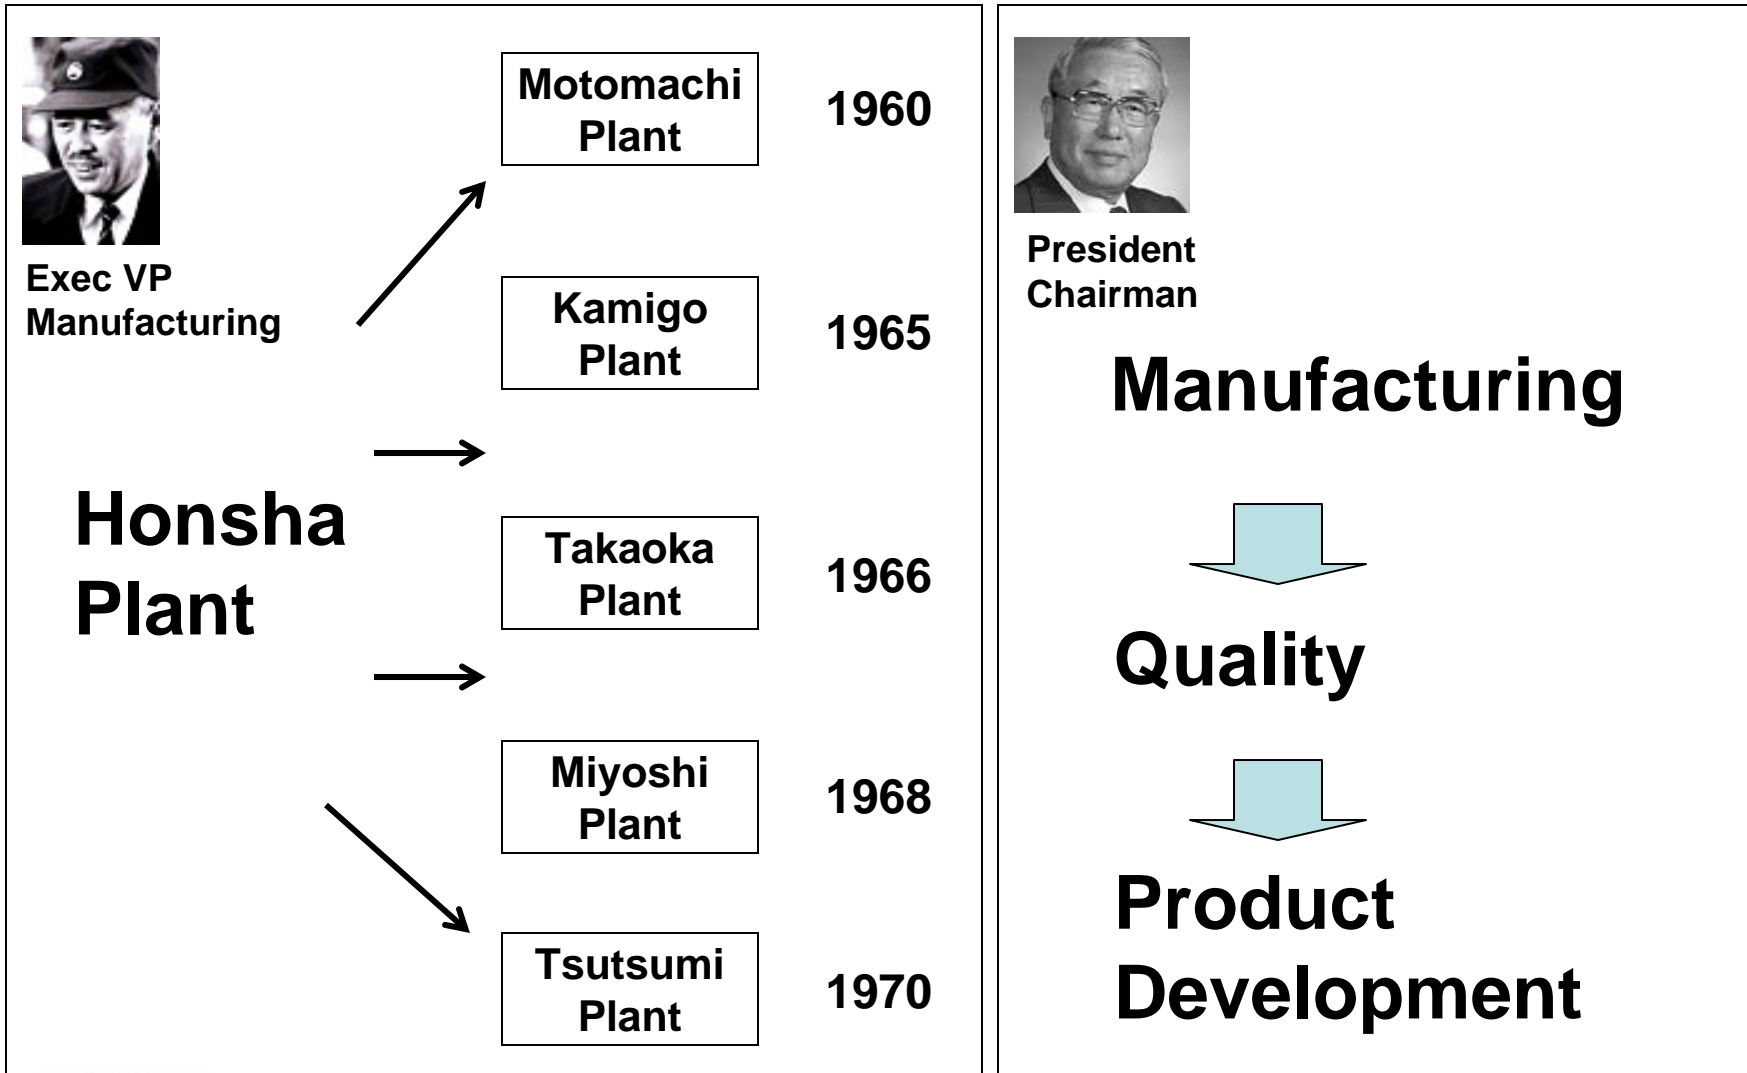 Exec VP
Manufacturing
Honsha
Plant
Motomachi
Plant
1960
Kamigo
Plant
1965
Takaoka
Plant
1966
Miyoshi
Plant
1968
Tsutsumi
Plant
1970
President
Chairman
Manufacturing
Quality
Product
Development